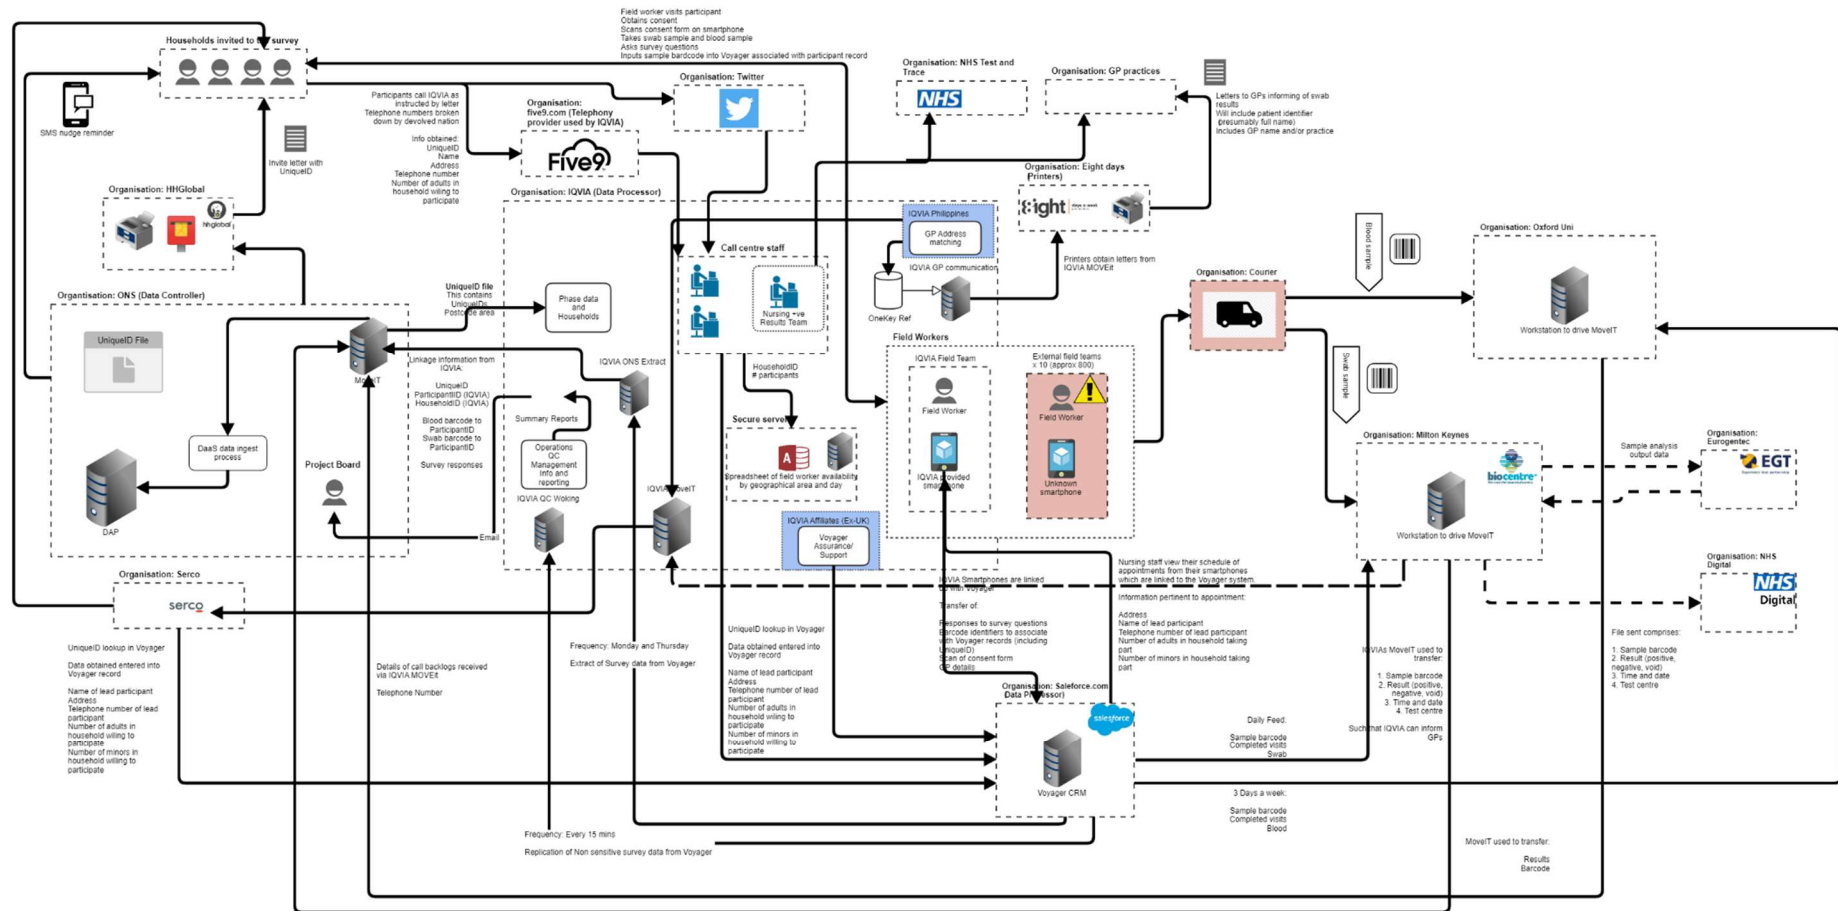 Field worker visits participant
Obtains consent
Scans consent form on smartphone
Takes swab sample and blood sample
Asks survey questions
Inputs sample bardcode into Voyager associated with participant record
Households invited to survey
SMS nudge reminder
Invite letter with
UniqueID
Participants call IQVIA as
instructed by letter
Telephone numbers broken
down by devolved nation
Info obtained:
UniqueID
Name
Address
Telephone number
Number of adults in
household wiling to
participate
Organisation:
five9.com (Telephony
provider used by IQVIA)
Five9
Organisation: Twitter
Organisation: NHS Test and
Trace
NHS
Organisation: GP practices
Letters to GPs informing of swab
results
Will include patient identifier
(presumably full name)
Includes GP name and/or practice
Organisation: Eight days
(Printers)
8ight
Printers obtain letters from
IQVIA MOVEit
Organisation: HHGlobal
hhglobal
Organisation: ONS (Data Controller)
UniqueID File
MoveIT
DaaS data ingest
process
DAP
Project Board
UniqueID file
This contains
UniqueIDs
Postcode area
Linkage information from
IQVIA:
UniqueID
ParticipantID (IQVIA)
HouseholdID (IQVIA)
Blood barcode to
ParticipantID
Swab barcode to
ParticipantID
Survey responses
Email
Organisation: IQVIA (Data Processor)
Phase data
and
Households
IQVIA ONS Extract
Summary Reports
Operations
QC
Management
Info and
reporting
IQVIA QC Woking
IQVIA MoveIT
Call centre staff
Nursing +ve
Results Team
HouseholdID
# participants
Secure server
A
Spreadsheet of field worker availability
by geographical area and day
IQVIA Philippines
GP Address
matching
IQVIA GP communication
OneKey Ref
IQVIA Affiliates (Ex-UK)
Voyager
Assurance/
Support
Field Workers
IQVIA Field Team
Field Worker
IQVIA provided
smartphone
External field teams
x 10 (approx 800)
Field Worker
Unknown
smartphone
Organisation: Courier
Blood sample
Swab sample
Organisation: Oxford Uni
Workstation to drive MoveIT
Organisation: Milton Keynes
biocentre
Workstation to drive MoveIT
Sample analysis
output data
Organisation:
Eurogentec
EGT
Organisation: NHS
Digital
NHS
Digital
File sent comprises:
1. Sample barcode
2. Result (positive,
negative, void)
3. Time and date
4. Test centre
Organisation: Serco
serco
UniqueID lookup in Voyager
Data obtained entered into
Voyager record
Name of lead participant
Address
Telephone number of lead
participant
Number of adults in
household wiling to
participate
Number of minors in
household wiling to
participate
Details of call backlogs received
via IQVIA MOVEit
Telephone Number
Frequency: Monday and Thursday
Extract of Survey data from Voyager
Frequency: Every 15 mins
Replication of Non sensitive survey data from Voyager
UniqueID lookup in Voyager
Data obtained entered into
Voyager record
Name of lead participant
Address
Telephone number of lead
participant
Number of adults in
household wiling to
participate
Number of minors in
household wiling to
participate
IQVIA Smartphones are linked
with Voyager
Transfer of:
Responses to survey questions
Barcode identifiers to associate
with Voyager records (including
UniqueID)
Scan of consent form
GP details
Nursing staff view their schedule of
appointments from their smartphones
which are linked to the Voyager system.
Information pertinent to appointment:
Address
Name of lead participant
Telephone number of lead participant
Number of adults in household taking
part
Number of minors in household taking
part
Organisation: Saleforce.com
(Data Processor)
salesforce
Voyager CRM
Daily Feed:
Sample barcode
Completed visits
Swab
3 Days a week:
Sample barcode
Completed visits
Blood
IQVIAs MoveIT used to
transfer:
1. Sample barcode
2. Result (positive,
negative, void)
3. Time and date
4. Test centre
Such that IQVIA can inform
GPs
MoveIT used to transfer:
Results
Barcode